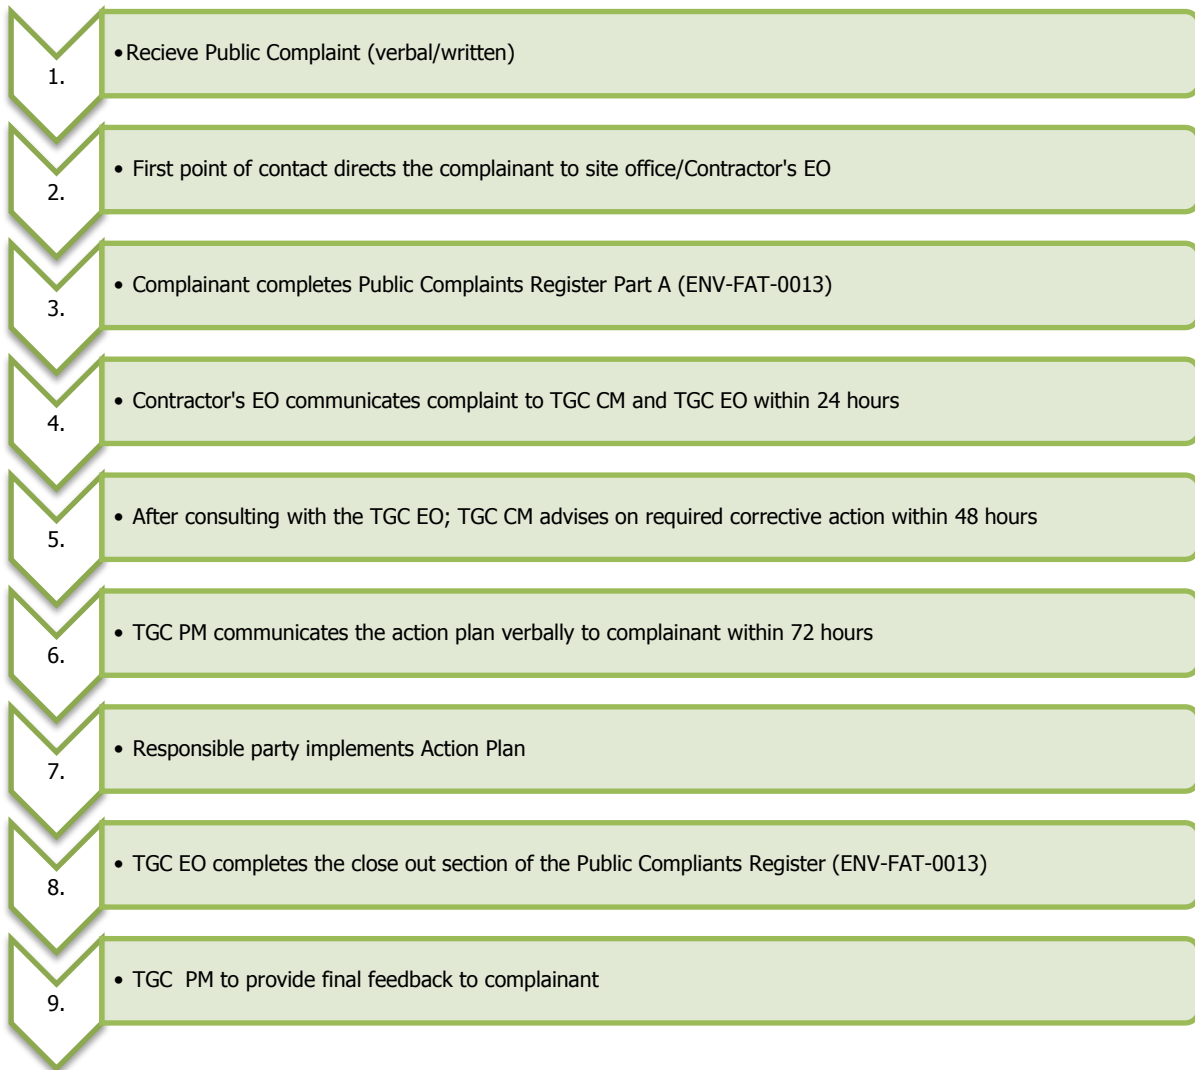 1.
•Recieve Public Complaint (verbal/written)
2.
• First point of contact directs the complainant to site office/Contractor's EO
3.
• Complainant completes Public Complaints Register Part A (ENV-FAT-0013)
4.
• Contractor's EO communicates complaint to TGC CM and TGC EO within 24 hours
5.
• After consulting with the TGC EO; TGC CM advises on required corrective action within 48 hours
6.
• TGC PM communicates the action plan verbally to complainant within 72 hours
7.
• Responsible party implements Action Plan
8.
• TGC EO completes the close out section of the Public Compliants Register (ENV-FAT-0013)
9.
• TGC  PM to provide final feedback to complainant